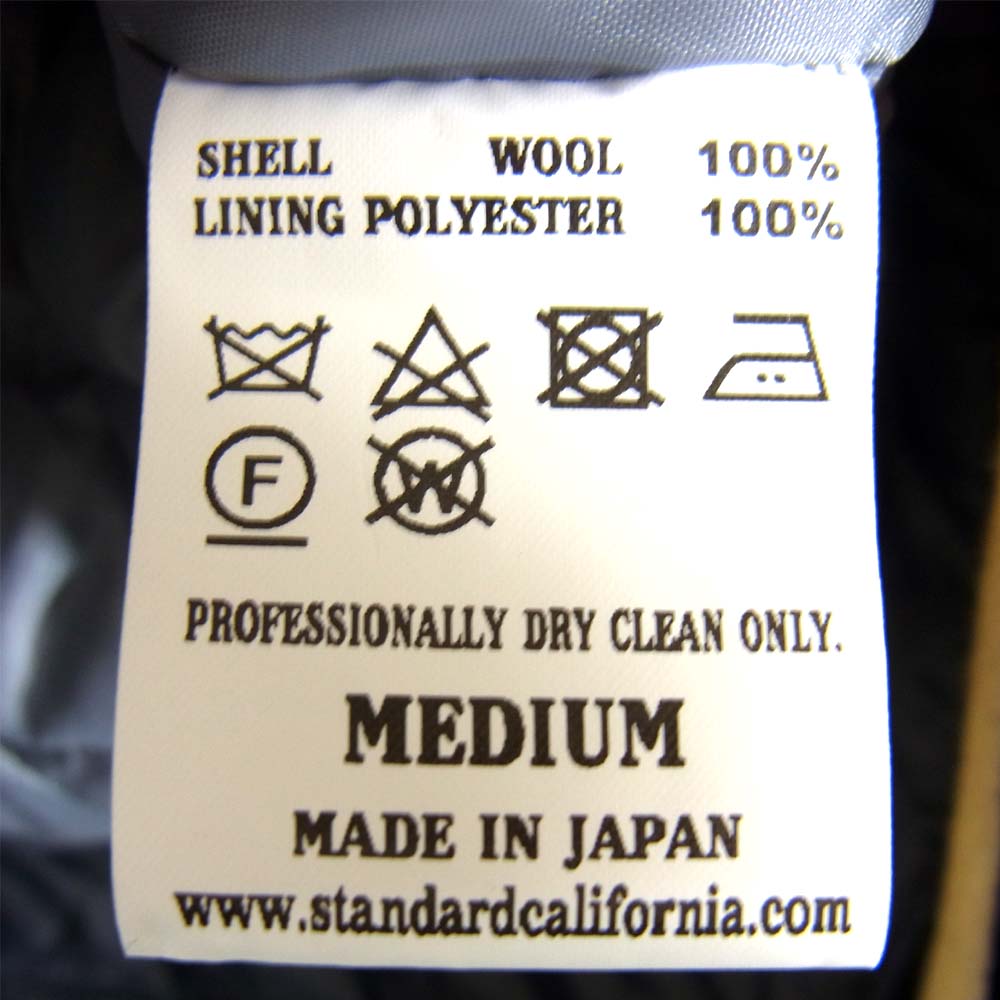 SHELL WOOL 100%
LINING POLYESTER 100%
F W
PROFESSIONALLY DRY CLEAN ONLY.
MEDIUM
MADE IN JAPAN
www.standardcalifornia.com